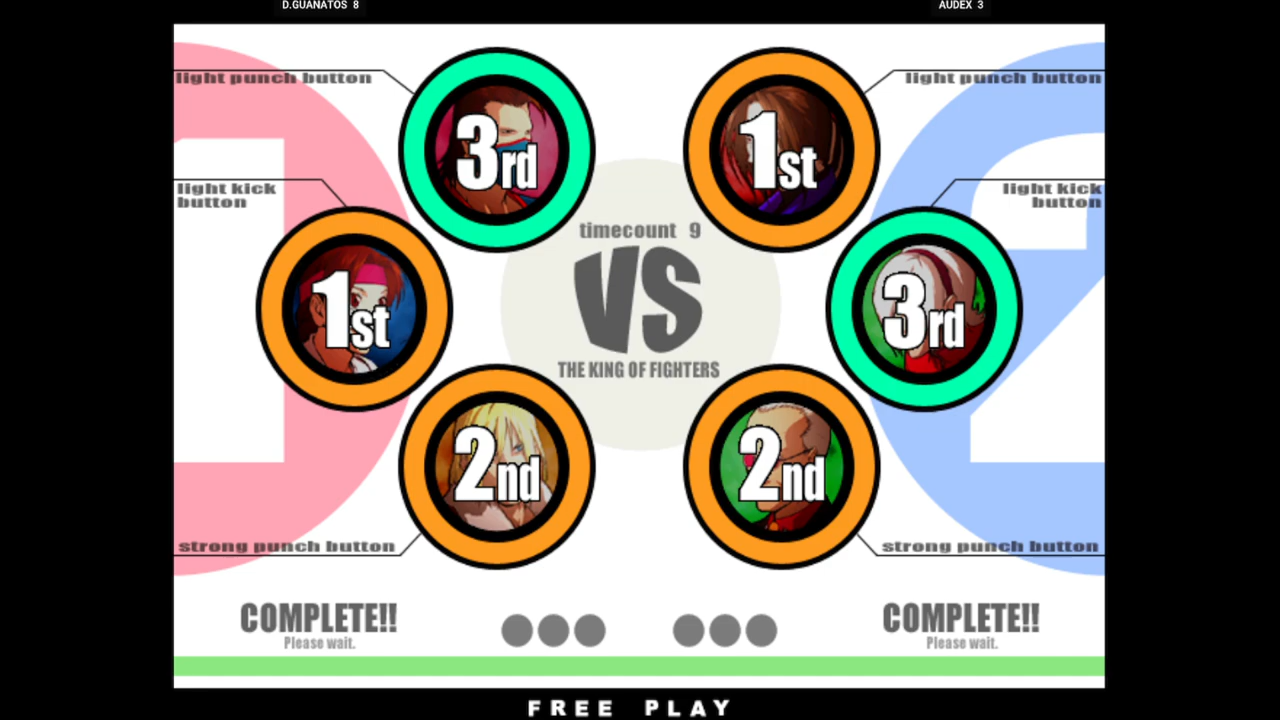 D.GUANATOS 8
AUDEX 3
light punch button
light punch button
3rd
1st
light kick
button
light kick
button
timecount 9
VS
THE KING OF FIGHTERS
1st
3rd
2nd
2nd
strong punch button
strong punch button
COMPLETE!!
Please wait.
COMPLETE!!
Please wait.
1
2
FREE PLAY